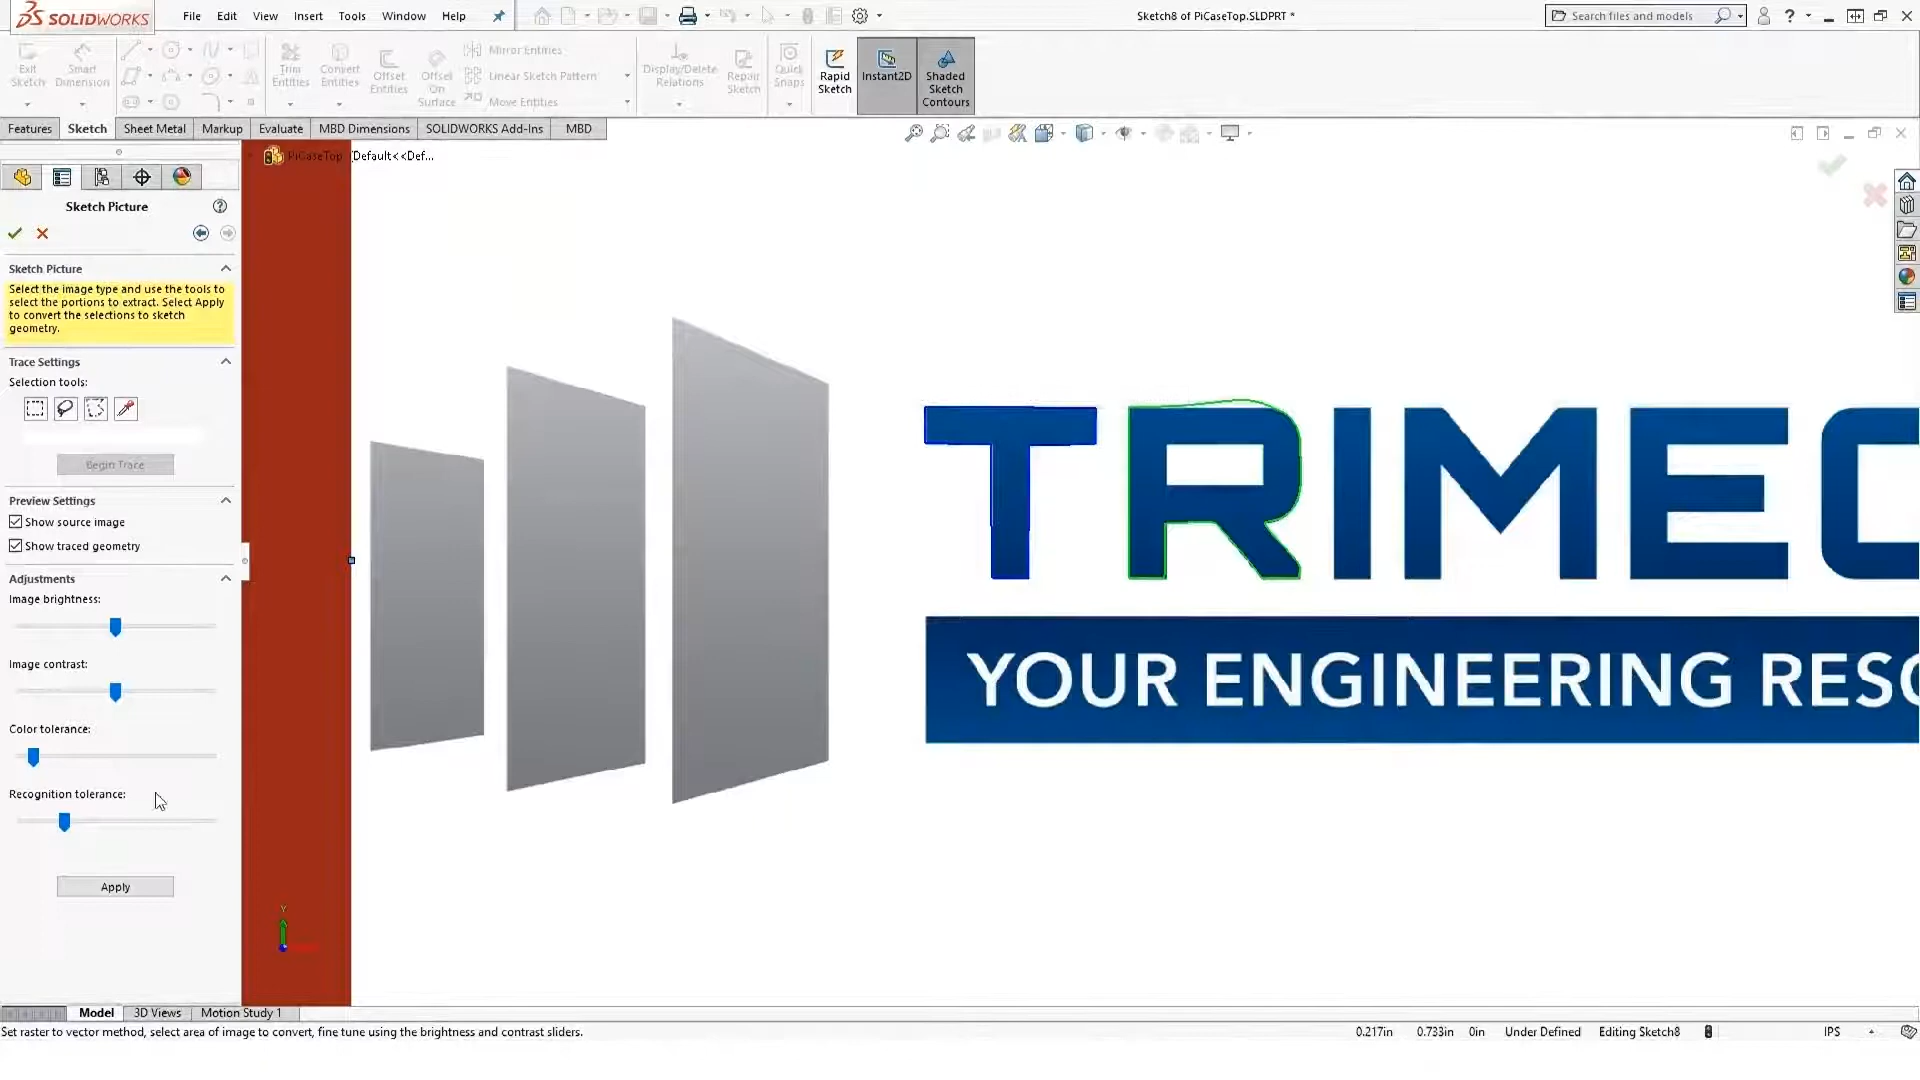 SOLIDWORKS File Edit View Insert Tools Window Help Sketch8 of PiCaseTop.SLDPRT * Search files and models ?
Exit Sketch
Smart Dimension
Trim Entities
Convert Entities
Offset Entities
Offset On Surface
Mirror Entities
Linear Sketch Pattern
Move Entities
Display/Delete Relations
Repair Sketch
Quick Snaps
Rapid Sketch
Instant2D
Shaded Sketch Contours
Features Sketch Sheet Metal Markup Evaluate MBD Dimensions SOLIDWORKS Add-Ins MBD
PiCaseTop (Default<<Def...
Sketch Picture
Sketch Picture
Select the image type and use the tools to
select the portions to extract. Select Apply
to convert the selections to sketch
geometry.
Trace Settings
Selection tools:
Begin Trace
Preview Settings
Show source image
Show traced geometry
Adjustments
Image brightness:
Image contrast:
Color tolerance:
Recognition tolerance:
Apply
TRIMEC
YOUR ENGINEERING RESO
Y
Model 3D Views Motion Study 1
Set raster to vector method, select area of image to convert, fine tune using the brightness and contrast sliders. 0.217in 0.733in 0in Under Defined Editing Sketch8 IPS